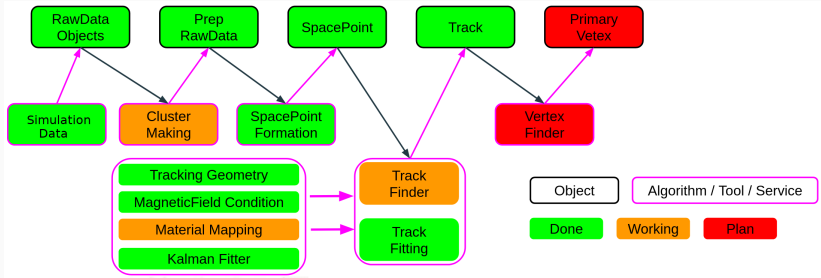 RawData
Objects
Prep
RawData
SpacePoint
Track
Primary
Vetex
Simulation
Data
Cluster
Making
SpacePoint
Formation
Vertex
Finder
Tracking Geometry
MagneticField Condition
Material Mapping
Kalman Fitter
Track
Finder
Track
Fitting
Object
Algorithm / Tool / Service
Done
Working
Plan